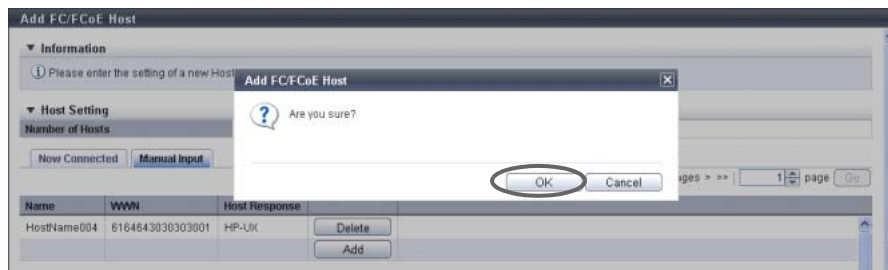 Add FC/FCoE Host
Information
Please enter the setting of a new Host
Host Setting
Number of Hosts
Now Connected Manual Input
Add FC/FCoE Host
Are you sure?
OK Cancel
ages > >> 1 page Go
Name WWN Host Response
HostName004 6164643030303001 HP-UX Delete
Add